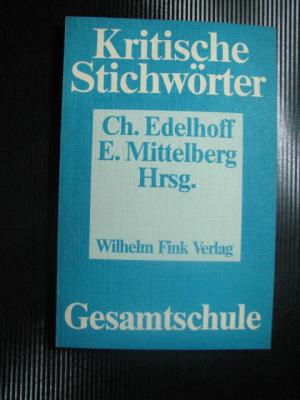 Kritische
Stichwörter
Ch. Edelhoff
E. Mittelberg
Hrsg.
Wilhelm Fink Verlag
Gesamtschule